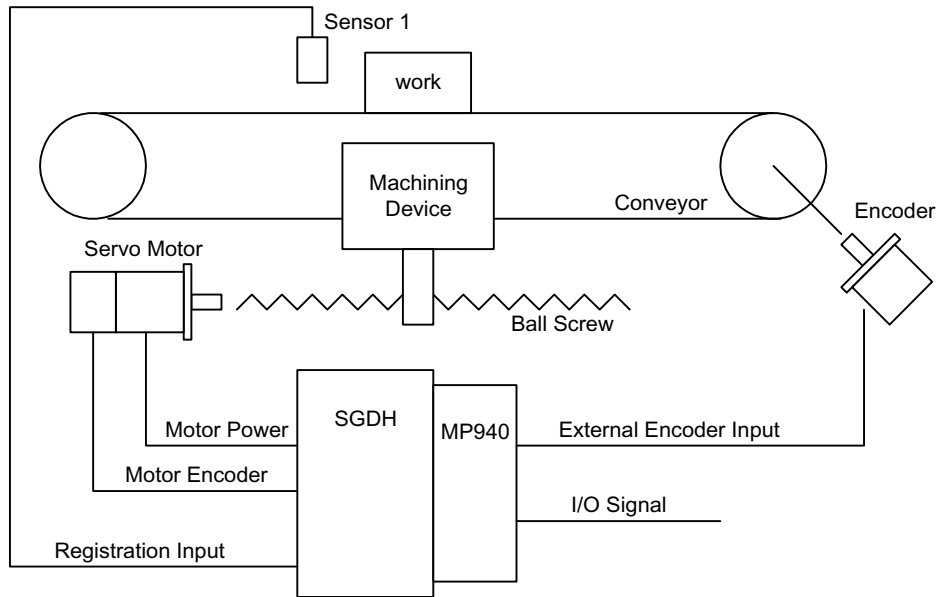 Sensor 1
work
Machining
Device
Conveyor
Encoder
Servo Motor
Ball Screw
SGDH
MP940
Motor Power
External Encoder Input
Motor Encoder
I/O Signal
Registration Input